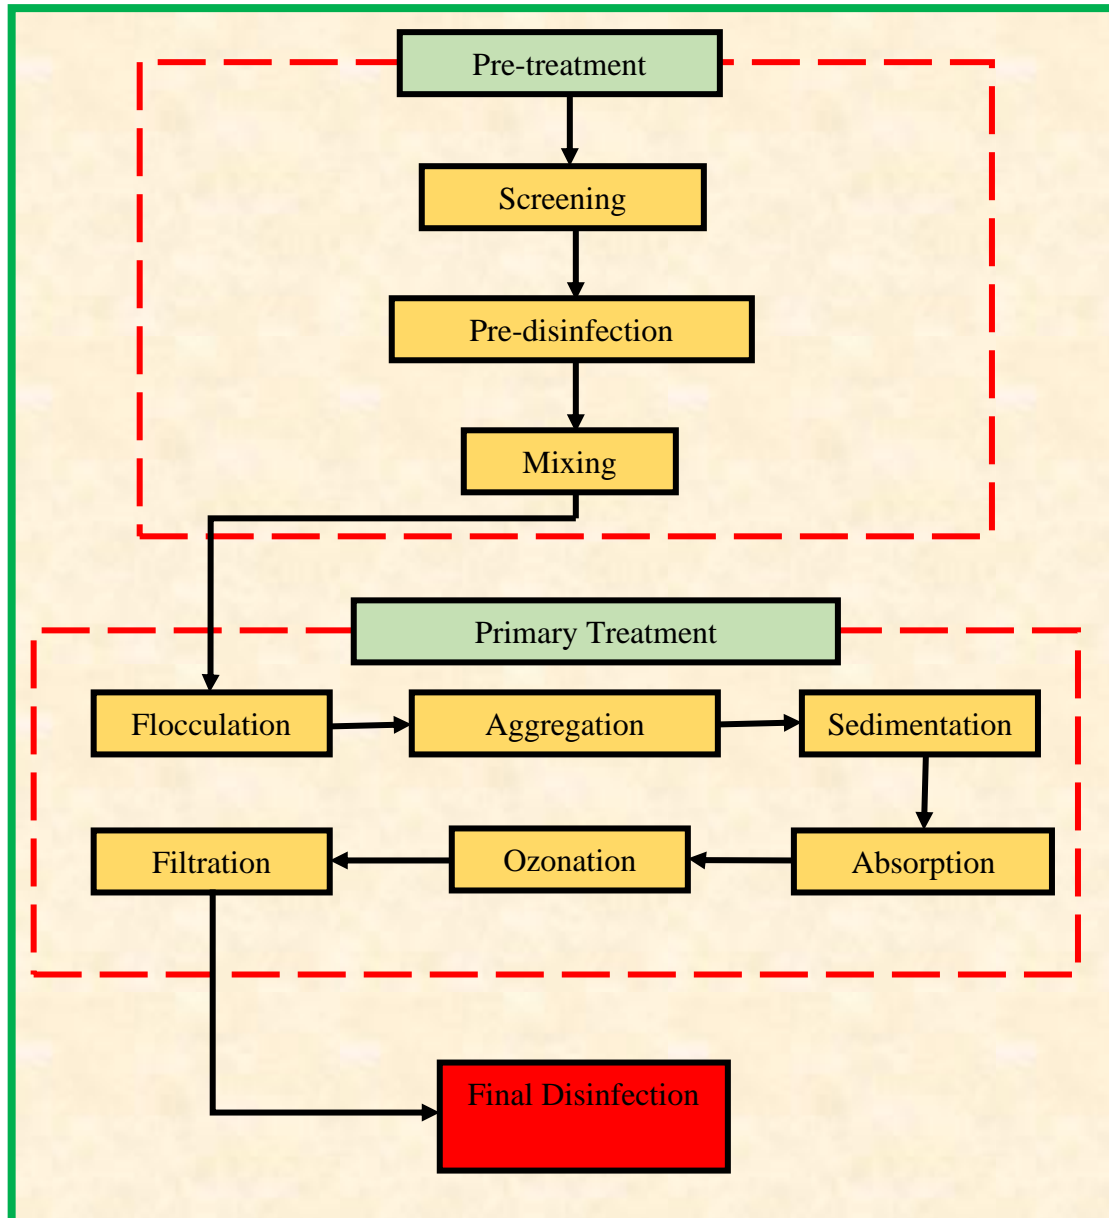 Pre-treatment
Screening
Pre-disinfection
Mixing
Primary Treatment
Flocculation
Aggregation
Sedimentation
Filtration
Ozonation
Absorption
Final Disinfection